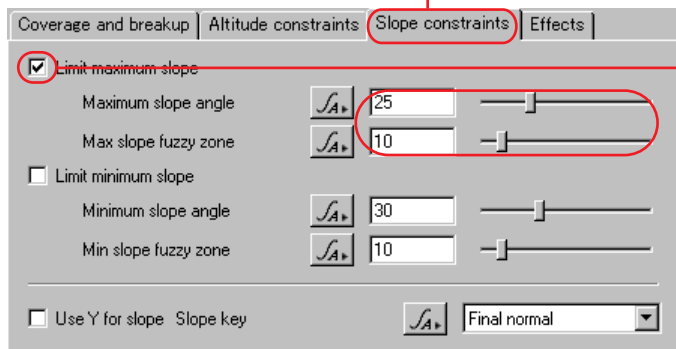 Coverage and breakup Altitude constraints Slope constraints Effects
Limit maximum slope
Maximum slope angle 25
Max slope fuzzy zone 10
Limit minimum slope
Minimum slope angle 30
Min slope fuzzy zone 10
Use Y for slope Slope key Final normal